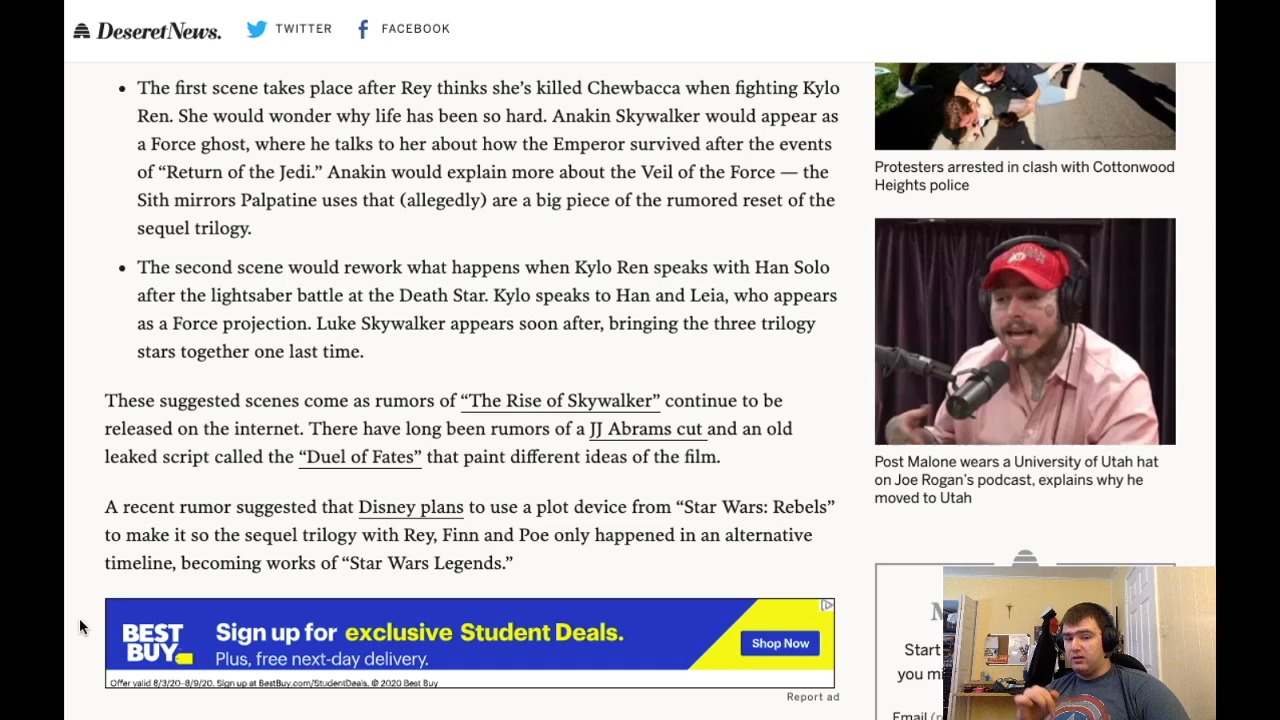 DeseretNews.
TWITTER
FACEBOOK
• The first scene takes place after Rey thinks she’s killed Chewbacca when fighting Kylo
Ren. She would wonder why life has been so hard. Anakin Skywalker would appear as
a Force ghost, where he talks to her about how the Emperor survived after the events
of “Return of the Jedi.” Anakin would explain more about the Veil of the Force — the
Sith mirrors Palpatine uses that (allegedly) are a big piece of the rumored reset of the
sequel trilogy.
• The second scene would rework what happens when Kylo Ren speaks with Han Solo
after the lightsaber battle at the Death Star. Kylo speaks to Han and Leia, who appears
as a Force projection. Luke Skywalker appears soon after, bringing the three trilogy
stars together one last time.
These suggested scenes come as rumors of “The Rise of Skywalker” continue to be
released on the internet. There have long been rumors of a JJ Abrams cut and an old
leaked script called the “Duel of Fates” that paint different ideas of the film.
A recent rumor suggested that Disney plans to use a plot device from “Star Wars: Rebels”
to make it so the sequel trilogy with Rey, Finn and Poe only happened in an alternative
timeline, becoming works of “Star Wars Legends.”
BEST
BUY
Sign up for exclusive Student Deals.
Plus, free next-day delivery.
Shop Now
Offer valid 8/3/20-8/9/20. Sign up at BestBuy.com/StudentDeals. © 2020 Best Buy
Report ad
Protesters arrested in clash with Cottonwood
Heights police
Post Malone wears a University of Utah hat
on Joe Rogan’s podcast, explains why he
moved to Utah
Start
you m
Email (r